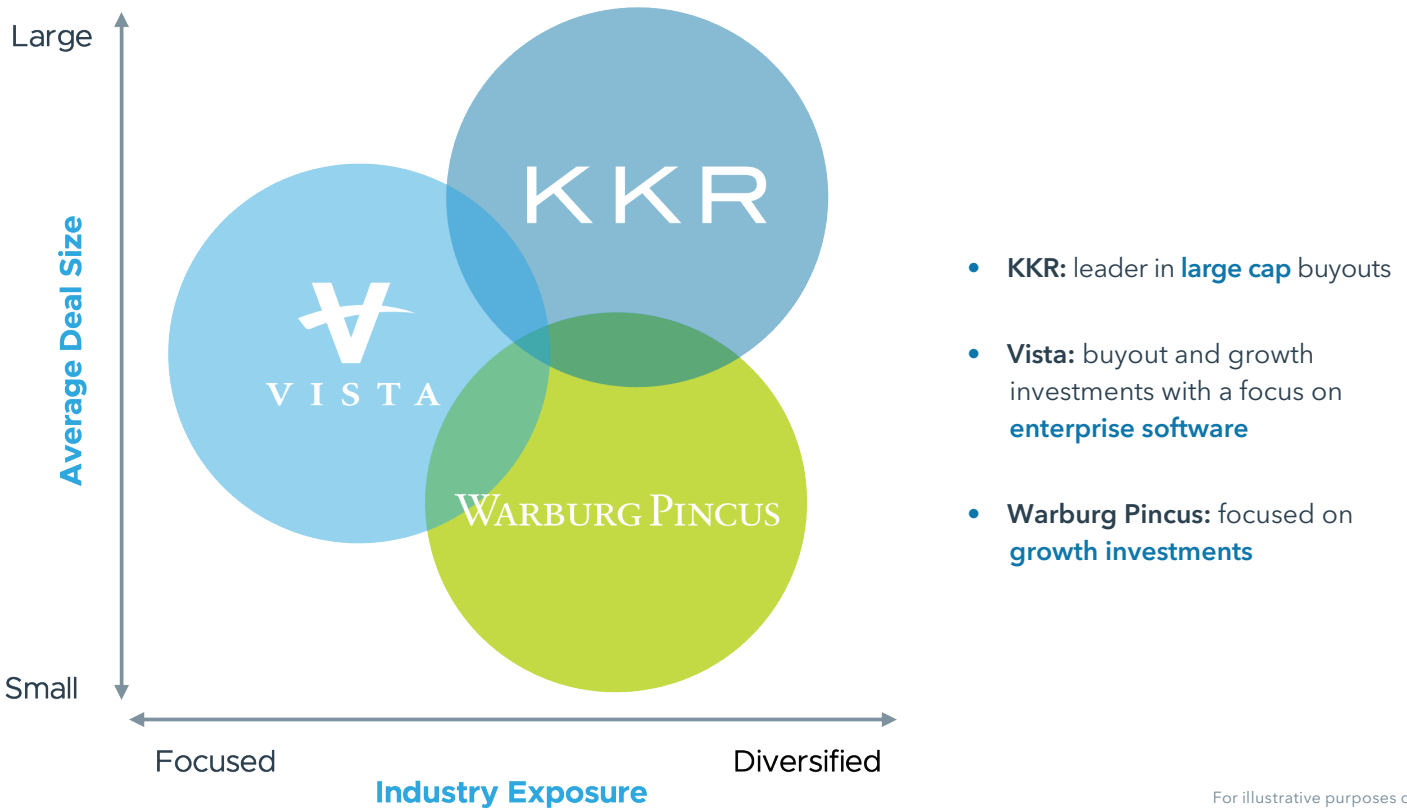 Large
KKR
VISTA
WARBURG PINCUS
Average Deal Size
Small
Focused
Diversified
Industry Exposure
• KKR: leader in large cap buyouts
• Vista: buyout and growth
investments with a focus on
enterprise software
• Warburg Pincus: focused on
growth investments
For illustrative purposes